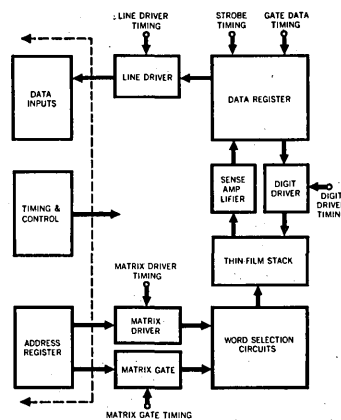 LINE DRIVER
TIMING
STROBE
TIMING
GATE DATA
TIMING
DATA
INPUTS
LINE DRIVER
DATA REGISTER
TIMING &
CONTROL
SENSE
AMP
LIFIER
DIGIT
DRIVER
DIGIT
DRIVER
TIMING
THIN-FILM STACK
MATRIX DRIVER
TIMING
ADDRESS
REGISTER
MATRIX
DRIVER
MATRIX GATE
WORD SELECTION
CIRCUITS
MATRIX GATE TIMING